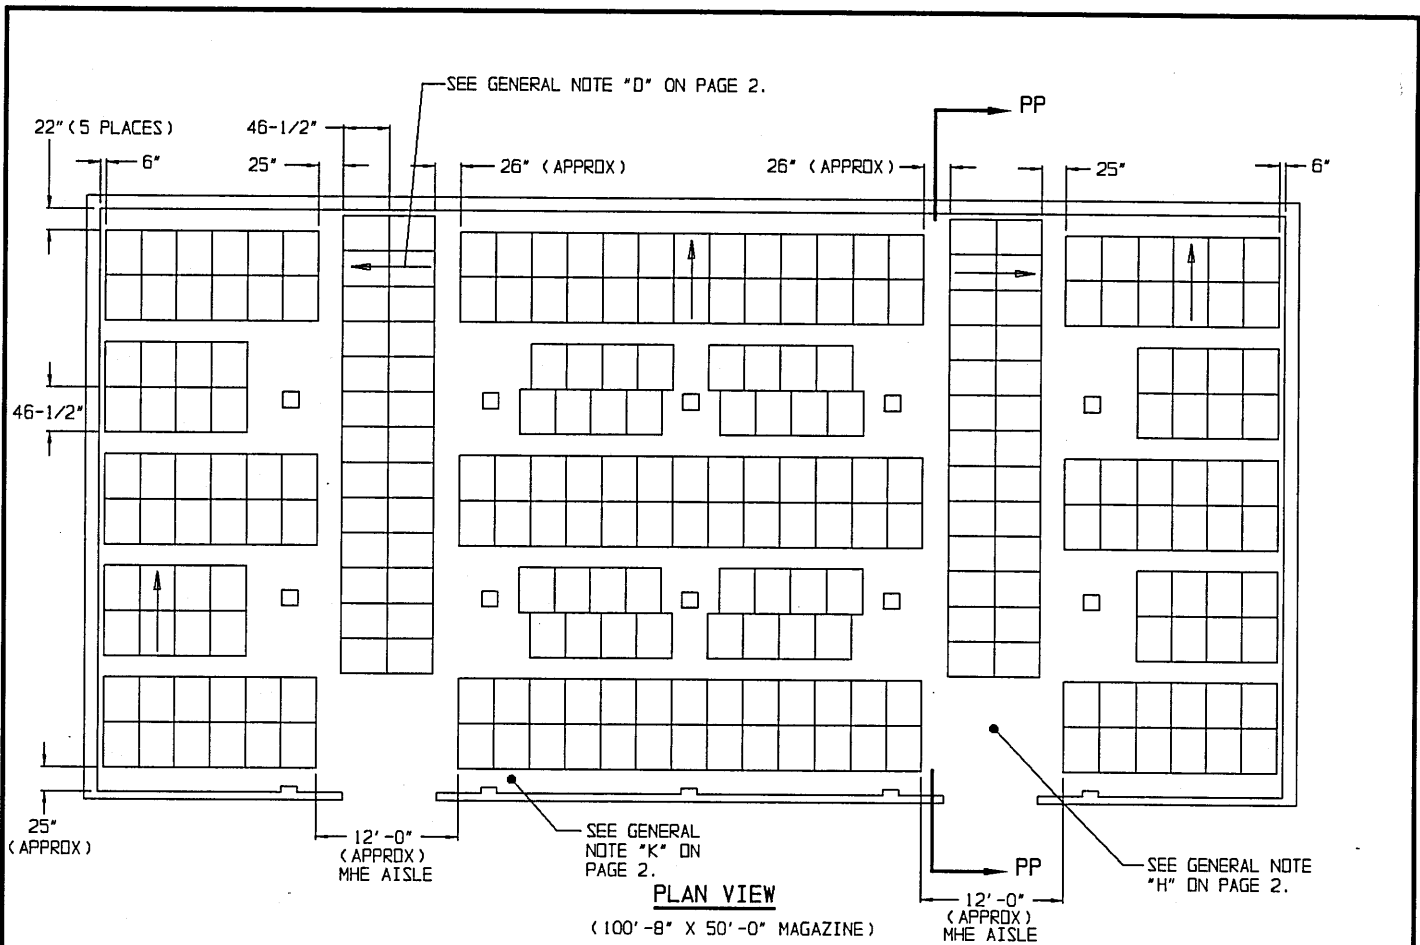 SEE GENERAL NOTE "D" ON PAGE 2.
PP
22" (5 PLACES)
46-1/2"
6"
25"
26" (APPROX)
26" (APPROX)
25"
6"
46-1/2"
25"
(APPROX)
12'-0"
(APPROX)
MHE AISLE
SEE GENERAL
NOTE "K" ON
PAGE 2.
PP
SEE GENERAL NOTE
"H" ON PAGE 2.
PLAN VIEW
(100'-8" X 50'-0" MAGAZINE)
12'-0"
(APPROX)
MHE AISLE